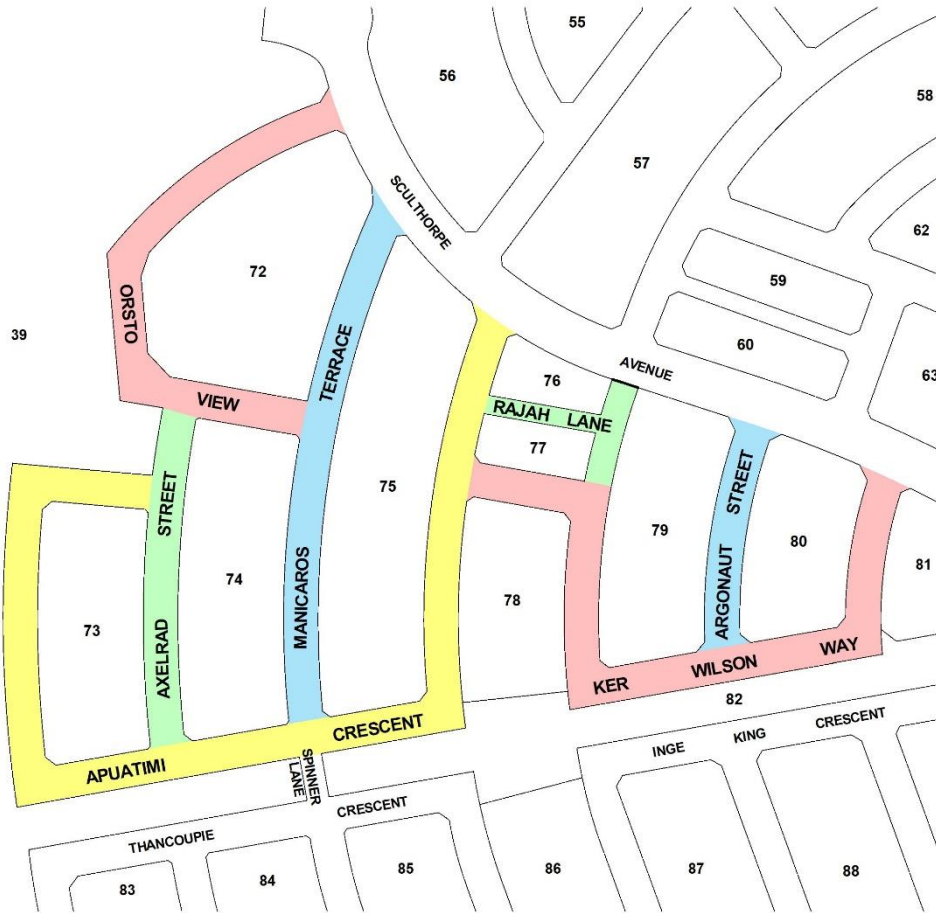 55
56
58
57
SCULTHORPE
62
72
59
ORSTO
39
60
63
TERRACE
AVENUE
76
VIEW
RAJAH LANE
77
STREET
75
STREET
79
80
81
74
MANICAROS
ARGONAUT
78
73
AXELRAD
KER WILSON WAY
82
CRESCENT
INGE KING CRESCENT
APUATIMI
SPINNER
LANE
CRESCENT
THANCOUPIE
83
84
85
86
87
88